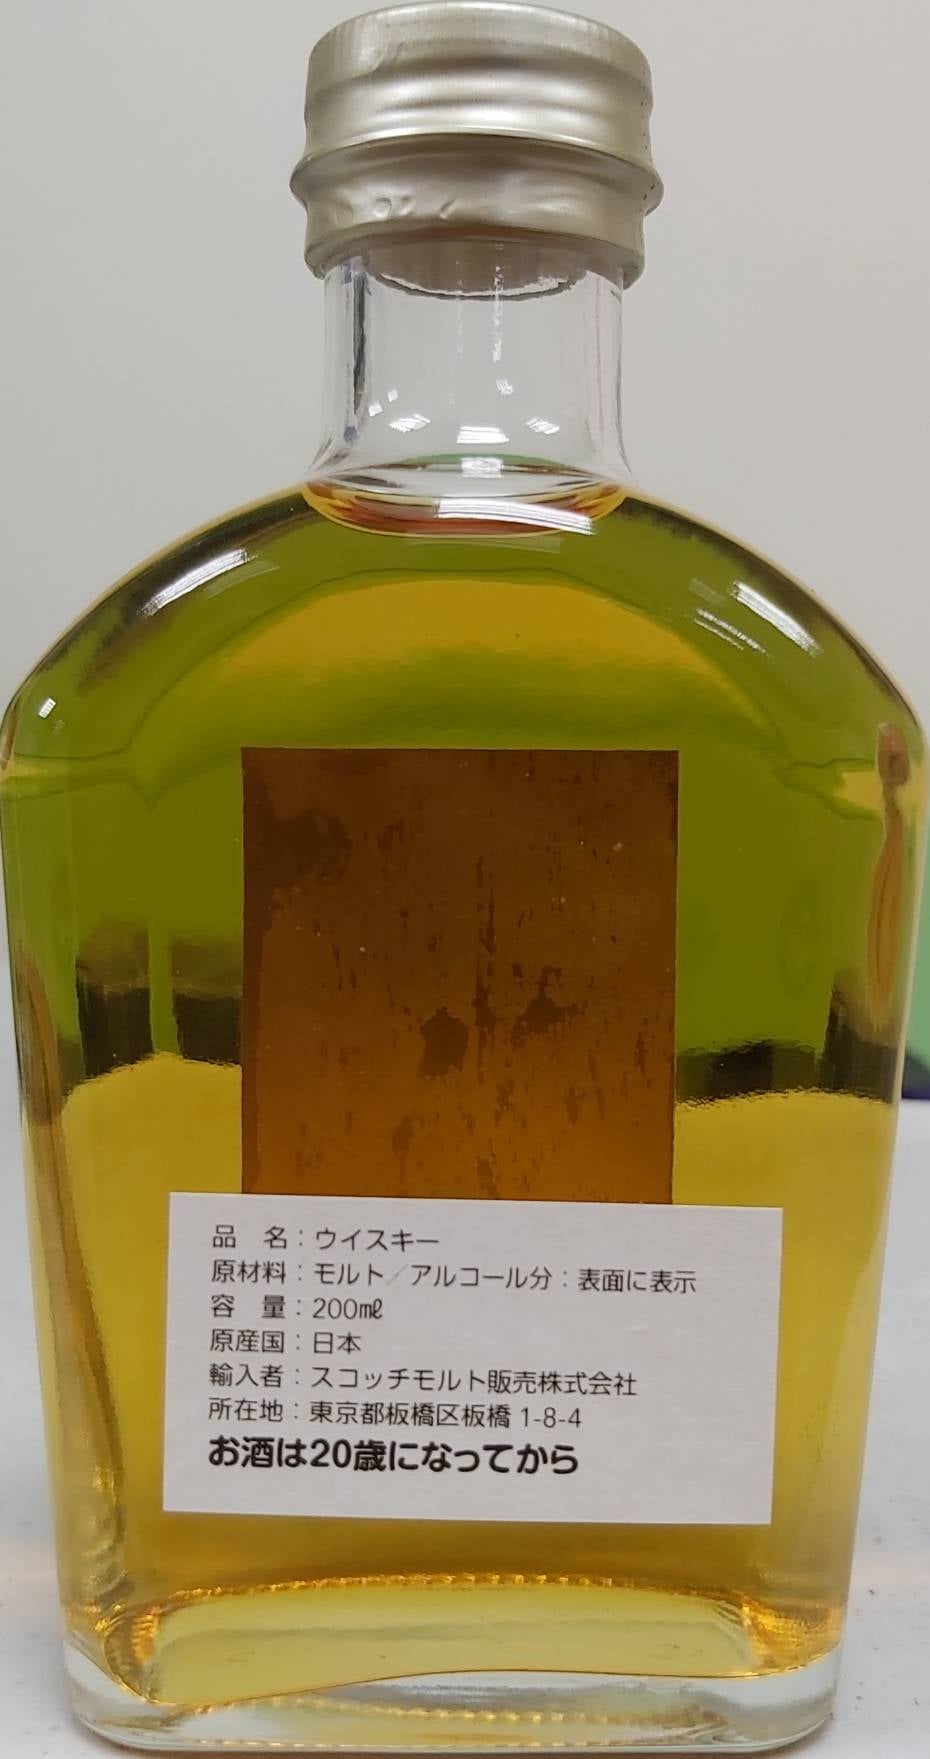 品　名：ウイスキー
原材料：モルト／アルコール分：表面に表示
容　量：200㎖
原産国：日本
輸入者：スコッチモルト販売株式会社
所在地：東京都板橋区板橋 1-8-4
お酒は20歳になってから